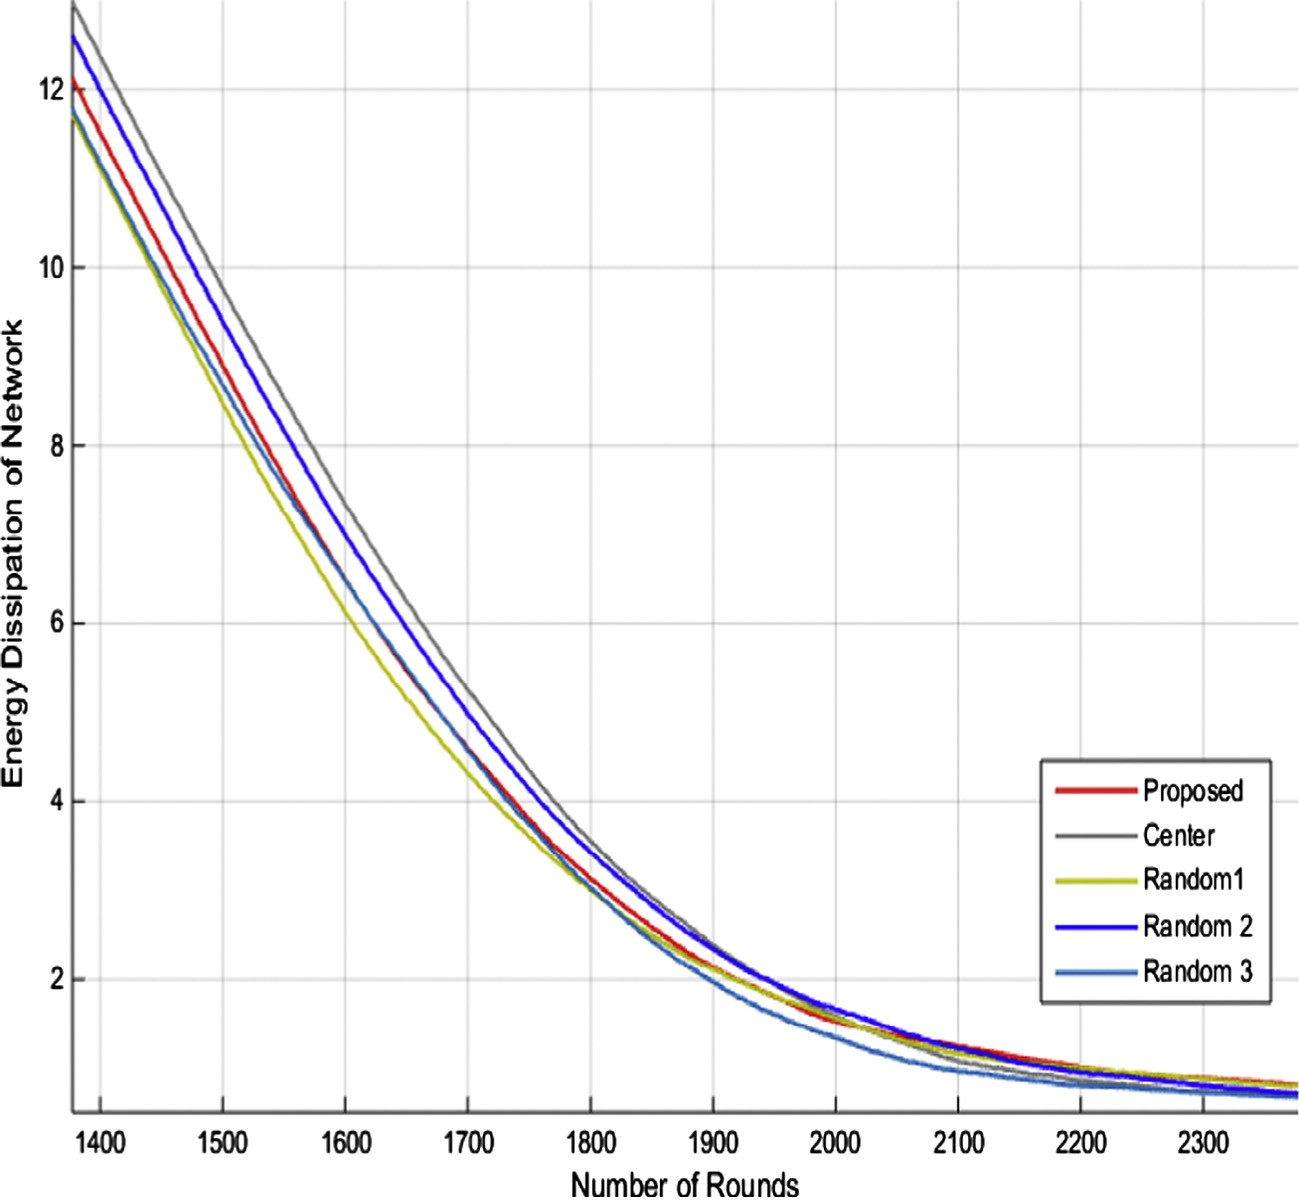 Energy Dissipation of Network
12
10
8
6
4
2
Proposed
Center
Random1
Random 2
Random 3
1400 1500 1600 1700 1800 1900 2000 2100 2200 2300
Number of Rounds